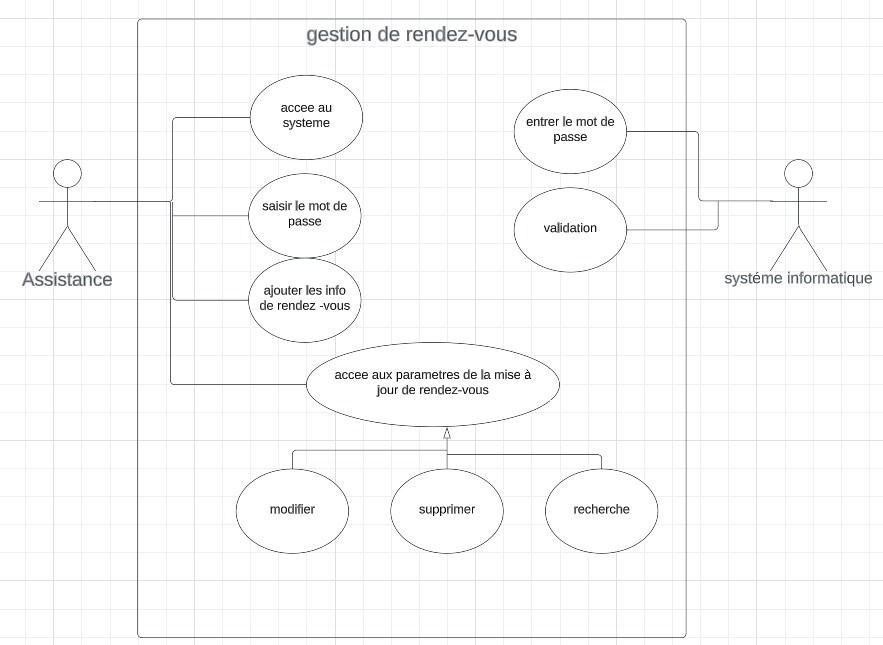 gestion de rendez-vous
accee au
systeme
entrer le mot de
passe
saisir le mot de
passe
validation
Assistance
systéme informatique
ajouter les info
de rendez -vous
accee aux parametres de la mise à
jour de rendez-vous
modifier
supprimer
recherche